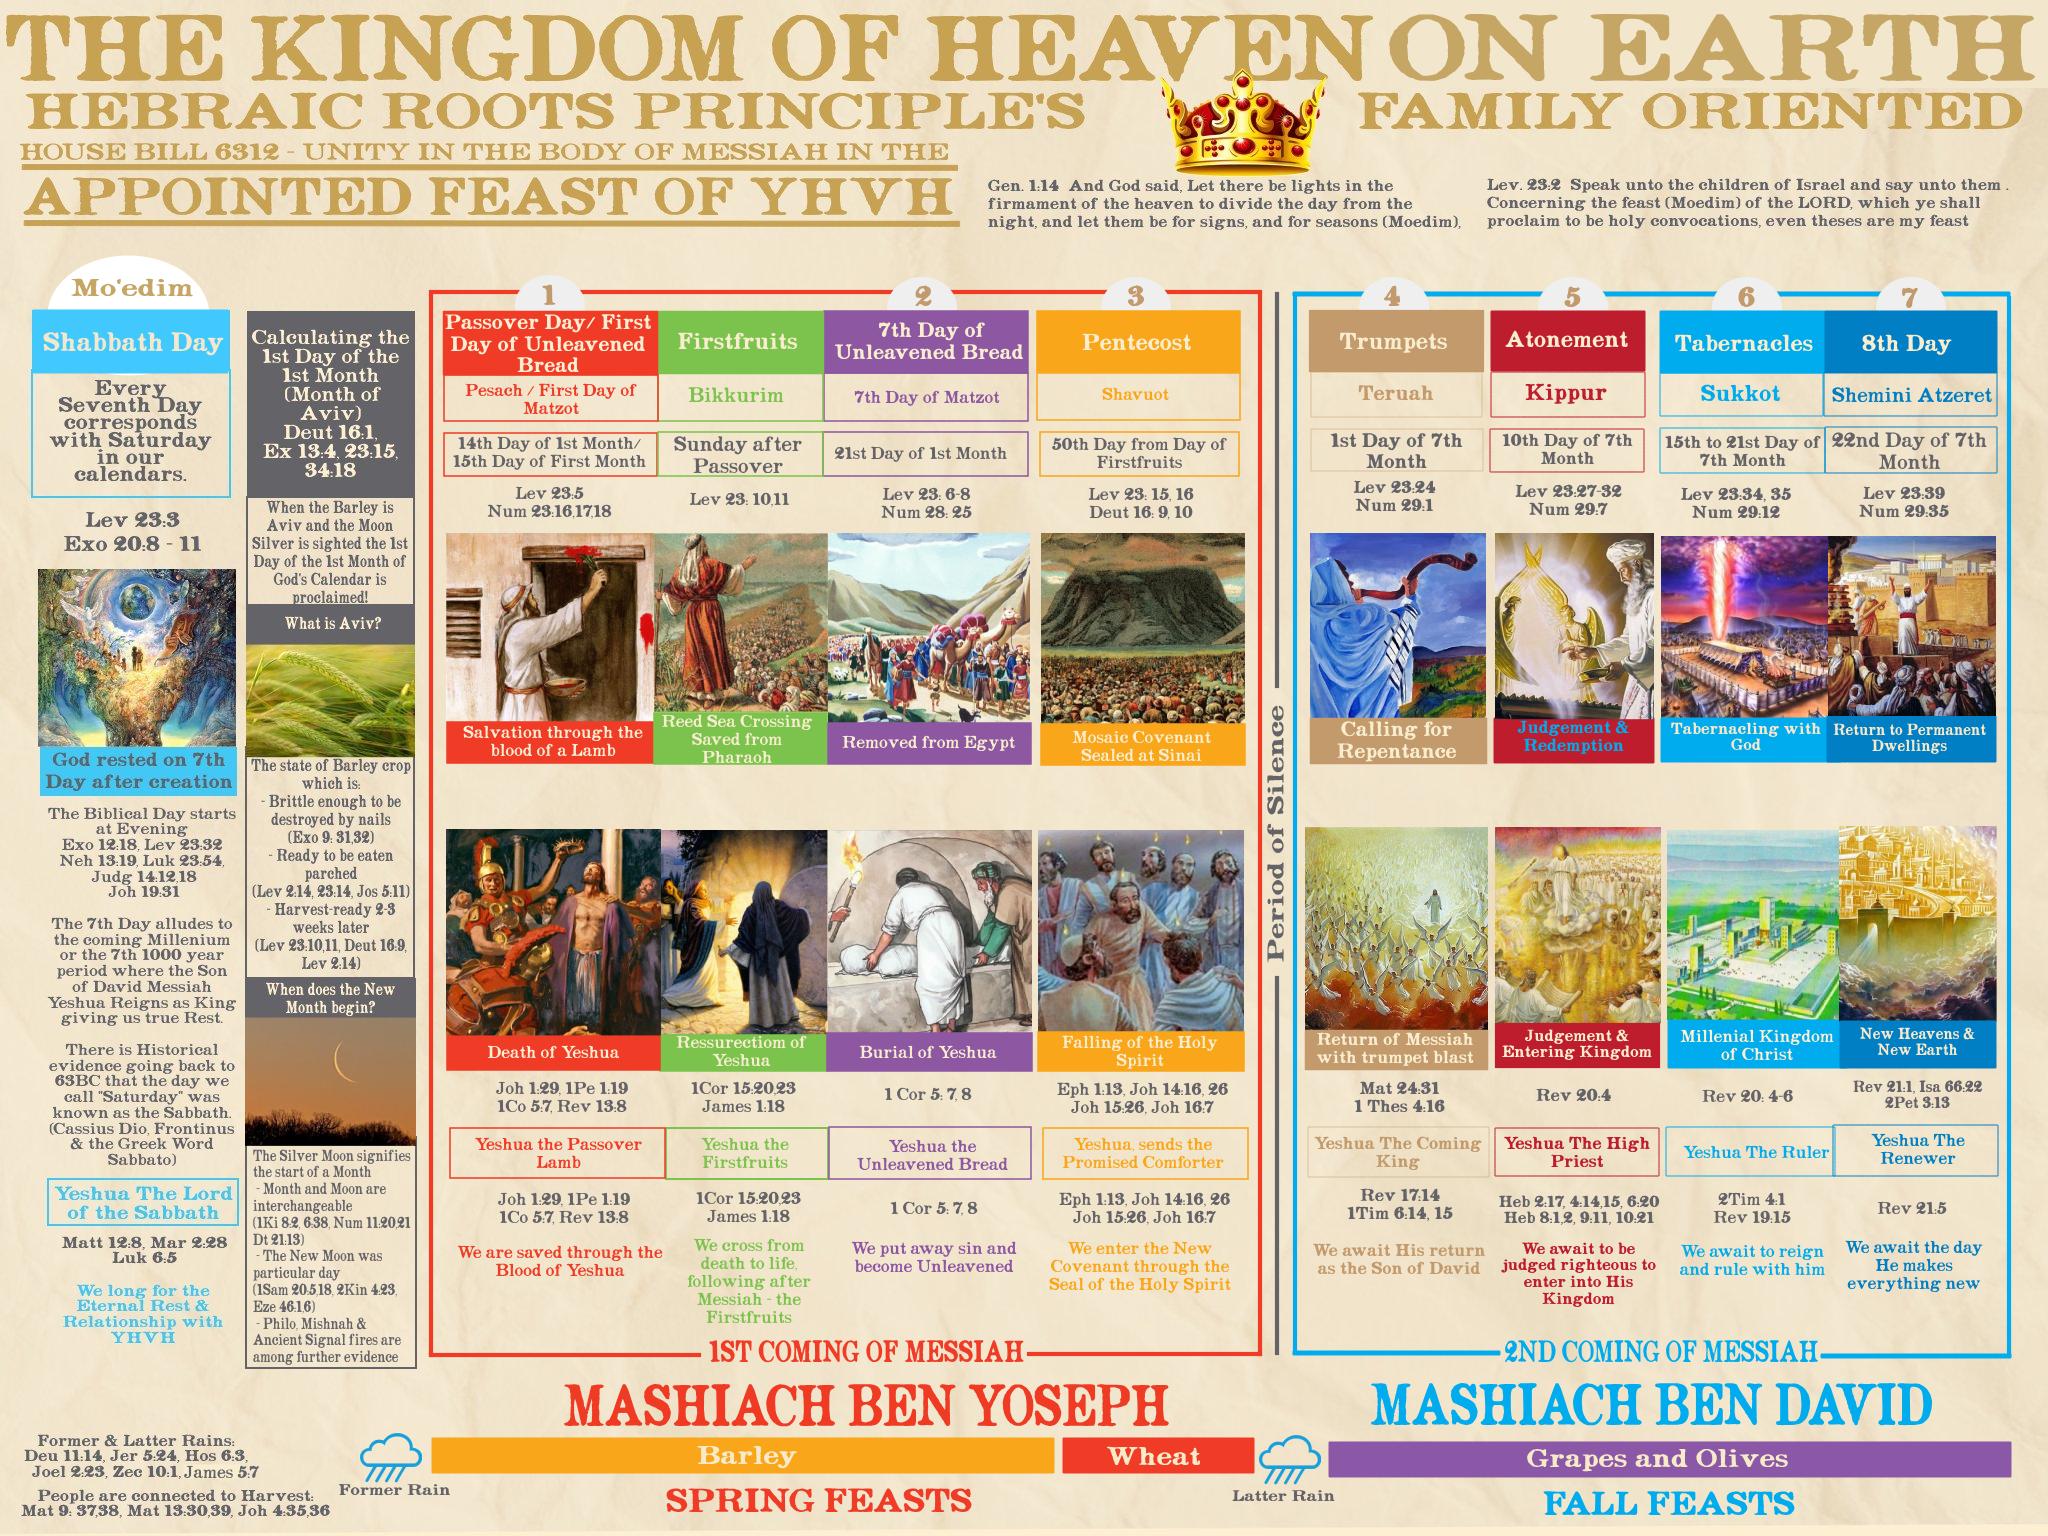 THE KINGDOM OF HEAVEN ON EARTH
HEBRAIC ROOTS PRINCIPLE'S
FAMILY ORIENTED
HOUSE BILL 6312 - UNITY IN THE BODY OF MESSIAH IN THE
APPOINTED FEAST OF YHVH
Gen. 1:14 And God said, Let there be lights in the
firmament of the heaven to divide the day from the
night, and let them be for signs, and for seasons (Moedim),
Lev. 23:2 Speak unto the children of Israel and say unto them .
Concerning the feast (Moedim) of the LORD, which ye shall
proclaim to be holy convocations, even theses are my feast
Mo'edim
Shabbath Day
Every
Seventh Day
corresponds
with Saturday
in our
calendars.
Lev 23:3
Exo 20:8 - 11
God rested on 7th
Day after creation
The Biblical Day starts
at Evening
Exo 12:18, Lev 23:32
Neh 13:19, Luk 23:54,
Judg 14:12,18
Joh 19:31
The 7th Day alludes to
the coming Millenium
or the 7th 1000 year
period where the Son
of David Messiah
Yeshua Reigns as King
giving us true Rest.
There is Historical
evidence going back to
63BC that the day we
call "Saturday" was
known as the Sabbath.
(Cassius Dio, Frontinus
& the Greek Word
Sabbato)
Yeshua The Lord
of the Sabbath
Matt 12:8, Mar 2:28
Luk 6:5
We long for the
Eternal Rest &
Relationship with
YHVH
Calculating the
1st Day of the
1st Month
(Month of
Aviv)
Deut 16:1,
Ex 13:4, 23:15,
34:18
When the Barley is
Aviv and the Moon
Silver is sighted the 1st
Day of the 1st Month of
God's Calendar is
proclaimed!
What is Aviv?
The state of Barley crop
which is:
- Brittle enough to be
destroyed by nails
(Exo 9: 31,32)
- Ready to be eaten
parched
(Lev 2:14, 23:14, Jos 5:11)
- Harvest-ready 2-3
weeks later
(Lev 23:10,11, Deut 16:9,
Lev 2:14)
When does the New
Month begin?
The Silver Moon signifies
the start of a Month
- Month and Moon are
interchangeable
(1Ki 8:2, 6:38, Num 11:20,21
Dt 21:13)
- The New Moon was
particular day
(1Sam 20:5,18, 2Kin 4:23,
Eze 46:1,6)
- Philo, Mishnah &
Ancient Signal fires are
among further evidence
1
Passover Day/ First
Day of Unleavened
Bread
Pesach / First Day of
Matzot
14th Day of 1st Month/
15th Day of First Month
Lev 23:5
Num 23:16,17,18
Salvation through the
blood of a Lamb
Death of Yeshua
Joh 1:29, 1Pe 1:19
1Co 5:7, Rev 13:8
Yeshua the Passover
Lamb
Joh 1:29, 1Pe 1:19
1Co 5:7, Rev 13:8
We are saved through the
Blood of Yeshua
Firstfruits
Bikkurim
Sunday after
Passover
Lev 23: 10,11
Reed Sea Crossing
Saved from
Pharaoh
Ressurectiom of
Yeshua
1Cor 15:20,23
James 1:18
Yeshua the
Firstfruits
1Cor 15:20,23
James 1:18
We cross from
death to life,
following after
Messiah - the
Firstfruits
2
7th Day of
Unleavened Bread
7th Day of Matzot
21st Day of 1st Month
Lev 23: 6-8
Num 28: 25
Removed from Egypt
Burial of Yeshua
1 Cor 5: 7, 8
Yeshua the
Unleavened Bread
1 Cor 5: 7, 8
We put away sin and
become Unleavened
3
Pentecost
Shavuot
50th Day from Day of
Firstfruits
Lev 23: 15, 16
Deut 16: 9, 10
Mosaic Covenant
Sealed at Sinai
Falling of the Holy
Spirit
Eph 1:13, Joh 14:16, 26
Joh 15:26, Joh 16:7
Yeshua, sends the
Promised Comforter
Eph 1:13, Joh 14:16, 26
Joh 15:26, Joh 16:7
We enter the New
Covenant through the
Seal of the Holy Spirit
1ST COMING OF MESSIAH
Period of Silence
4
Trumpets
Teruah
1st Day of 7th
Month
Lev 23:24
Num 29:1
Calling for
Repentance
Return of Messiah
with trumpet blast
Mat 24:31
1 Thes 4:16
Yeshua The Coming
King
Rev 17:14
1Tim 6:14, 15
We await His return
as the Son of David
5
Atonement
Kippur
10th Day of 7th
Month
Lev 23:27-32
Num 29:7
Judgement &
Redemption
Judgement &
Entering Kingdom
Rev 20:4
Yeshua The High
Priest
Heb 2:17, 4:14,15, 6:20
Heb 8:1,2, 9:11, 10:21
We await to be
judged righteous to
enter into His
Kingdom
6
Tabernacles
Sukkot
15th to 21st Day of
7th Month
Lev 23:34, 35
Num 29:12
Tabernacling with
God
Millenial Kingdom
of Christ
Rev 20: 4-6
Yeshua The Ruler
2Tim 4:1
Rev 19:15
We await to reign
and rule with him
7
8th Day
Shemini Atzeret
22nd Day of 7th
Month
Lev 23:39
Num 29:35
Return to Permanent
Dwellings
New Heavens &
New Earth
Rev 21:1, Isa 66:22
2Pet 3:13
Yeshua The
Renewer
Rev 21:5
We await the day
He makes
everything new
2ND COMING OF MESSIAH
MASHIACH BEN YOSEPH
MASHIACH BEN DAVID
Former & Latter Rains:
Deu 11:14, Jer 5:24, Hos 6:3,
Joel 2:23, Zec 10:1, James 5:7
People are connected to Harvest:
Mat 9: 37,38, Mat 13:30,39, Joh 4:35,36
Former Rain
Barley
Wheat
Latter Rain
Grapes and Olives
SPRING FEASTS
FALL FEASTS